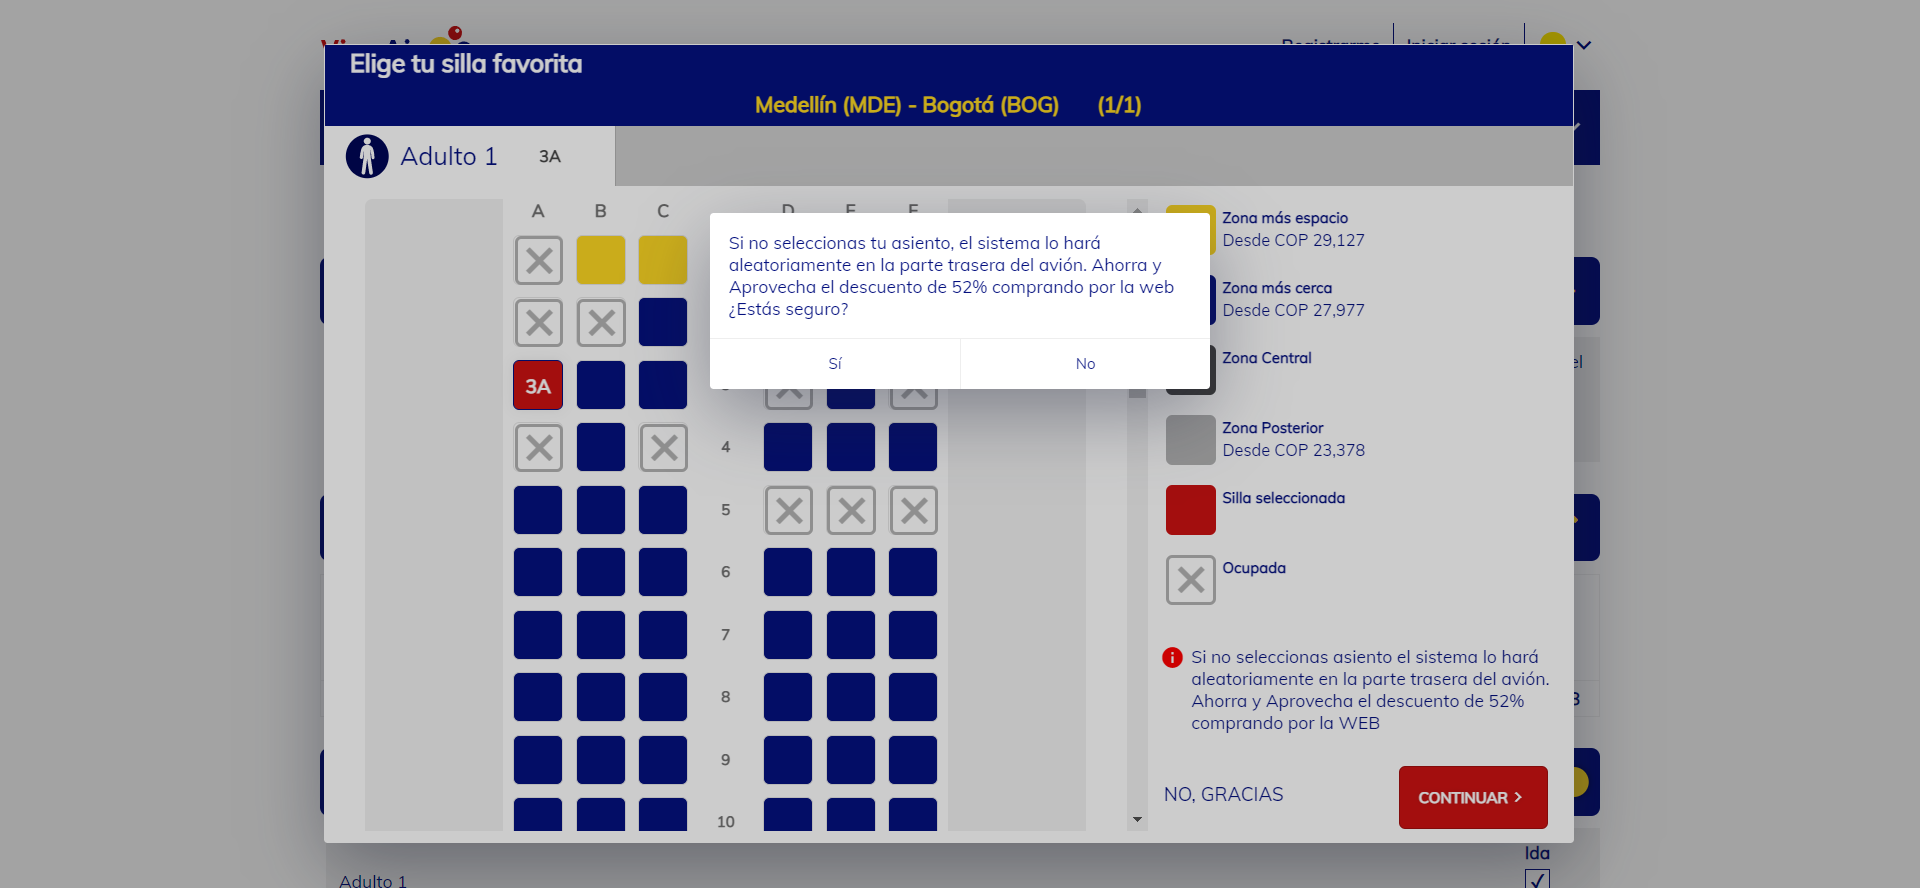 Elige tu silla favorita
Medellín (MDE) - Bogotá (BOG) (1/1)
Adulto 1 3A
A B C
Si no seleccionas tu asiento, el sistema lo hará
aleatoriamente en la parte trasera del avión. Ahorra y
Aprovecha el descuento de 52% comprando por la web
¿Estás seguro?
Sí No
3A
4
5
6
7
8
9
10
Zona más espacio
Desde COP 29,127
Zona más cerca
Desde COP 27,977
Zona Central
Zona Posterior
Desde COP 23,378
Silla seleccionada
Ocupada
Si no seleccionas asiento el sistema lo hará
aleatoriamente en la parte trasera del avión.
Ahorra y Aprovecha el descuento de 52%
comprando por la WEB
NO, GRACIAS
CONTINUAR
Ida
Adulto 1